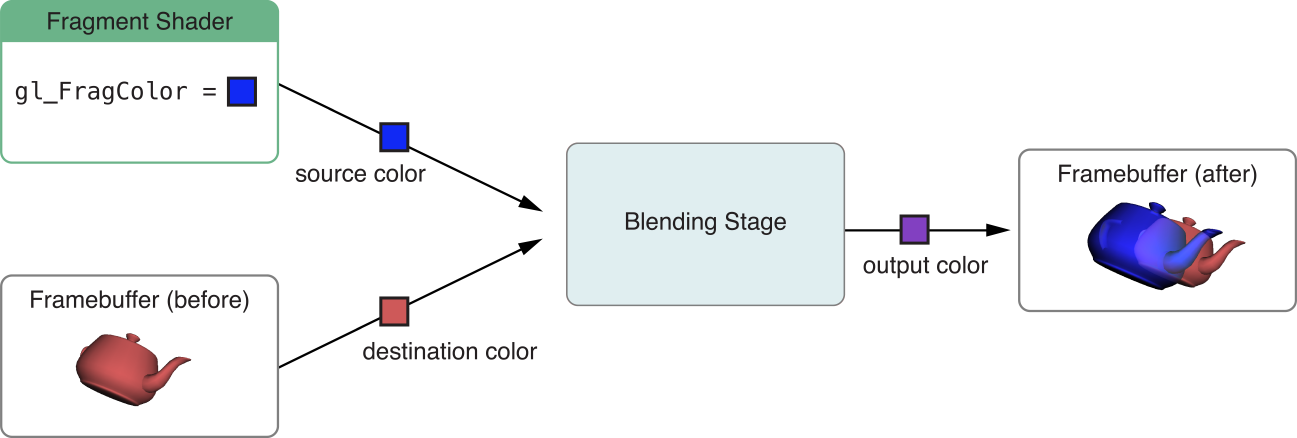 Fragment Shader
gl_FragColor =
source color
Framebuffer (before)
destination color
Blending Stage
output color
Framebuffer (after)